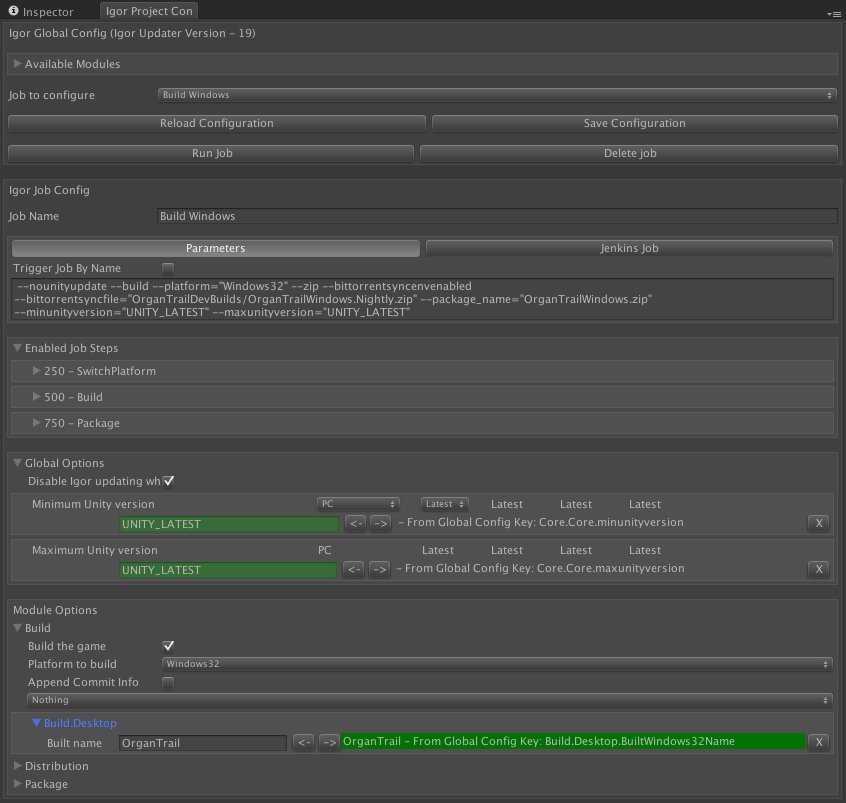 Inspector
Igor Project Con
Igor Global Config (Igor Updater Version - 19)
Available Modules
Job to configure Build Windows
Reload Configuration Save Configuration
Run Job Delete job
Igor Job Config
Job Name Build Windows
Parameters Jenkins Job
Trigger Job By Name
--nounityupdate --build --platform="Windows32" --zip --bittorrentsyncenvenabled
--bittorrentsyncfile="OrganTrailDevBuilds/OrganTrailWindows.Nightly.zip" --package_name="OrganTrailWindows.zip"
--minunityversion="UNITY_LATEST" --maxunityversion="UNITY_LATEST"
Enabled Job Steps
250 - SwitchPlatform
500 - Build
750 - Package
Global Options
Disable Igor updating wh
Minimum Unity version PC Latest Latest Latest Latest
UNITY_LATEST <- -> - From Global Config Key: Core.Core.minunityversion X
Maximum Unity version PC Latest Latest Latest Latest
UNITY_LATEST <- -> - From Global Config Key: Core.Core.maxunityversion X
Module Options
Build
Build the game
Platform to build Windows32
Append Commit Info
Nothing
Build.Desktop
Built name OrganTrail <- -> OrganTrail - From Global Config Key: Build.Desktop.BuiltWindows32Name X
Distribution
Package